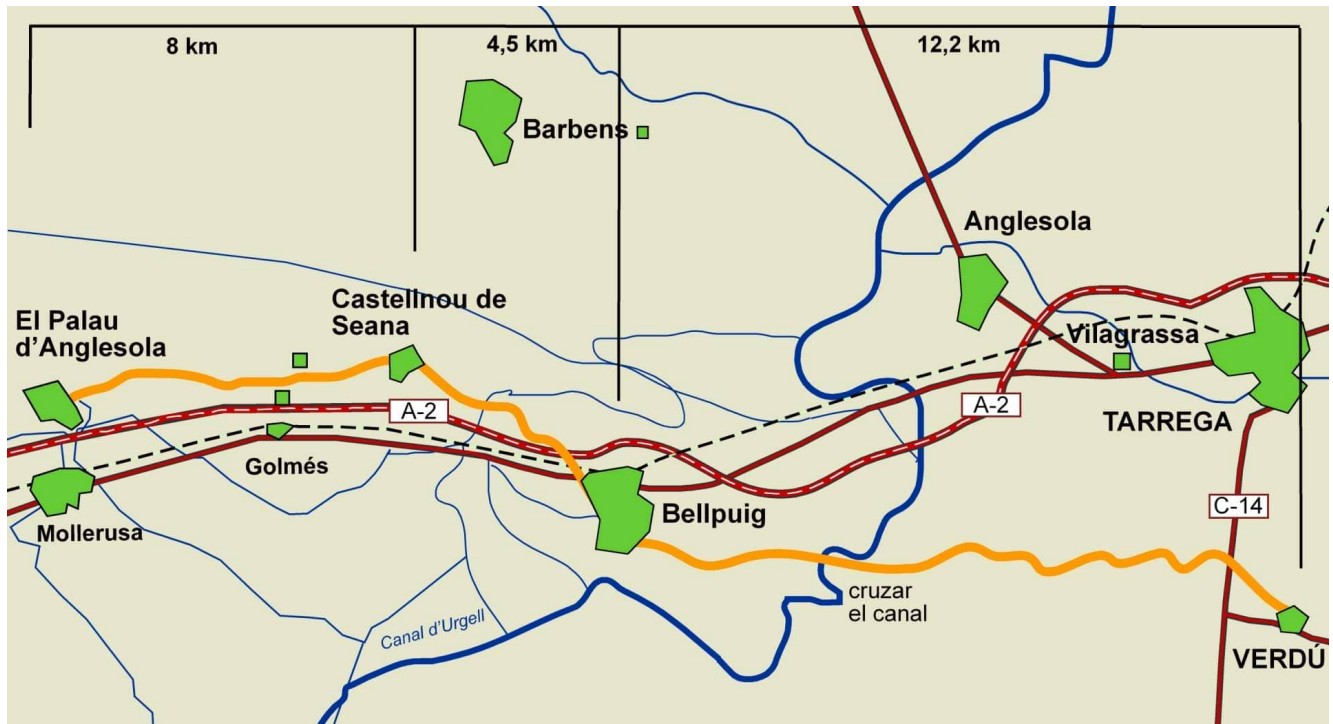 8 km
4,5 km
12,2 km
Barbens
Anglesola
Castellnou de
Seana
El Palau
d'Anglesola
Vilagrassa
A-2
A-2
TARREGA
Golmés
Mollerusa
Bellpuig
C-14
cruzar
el canal
Canal d'Urgell
VERDÚ